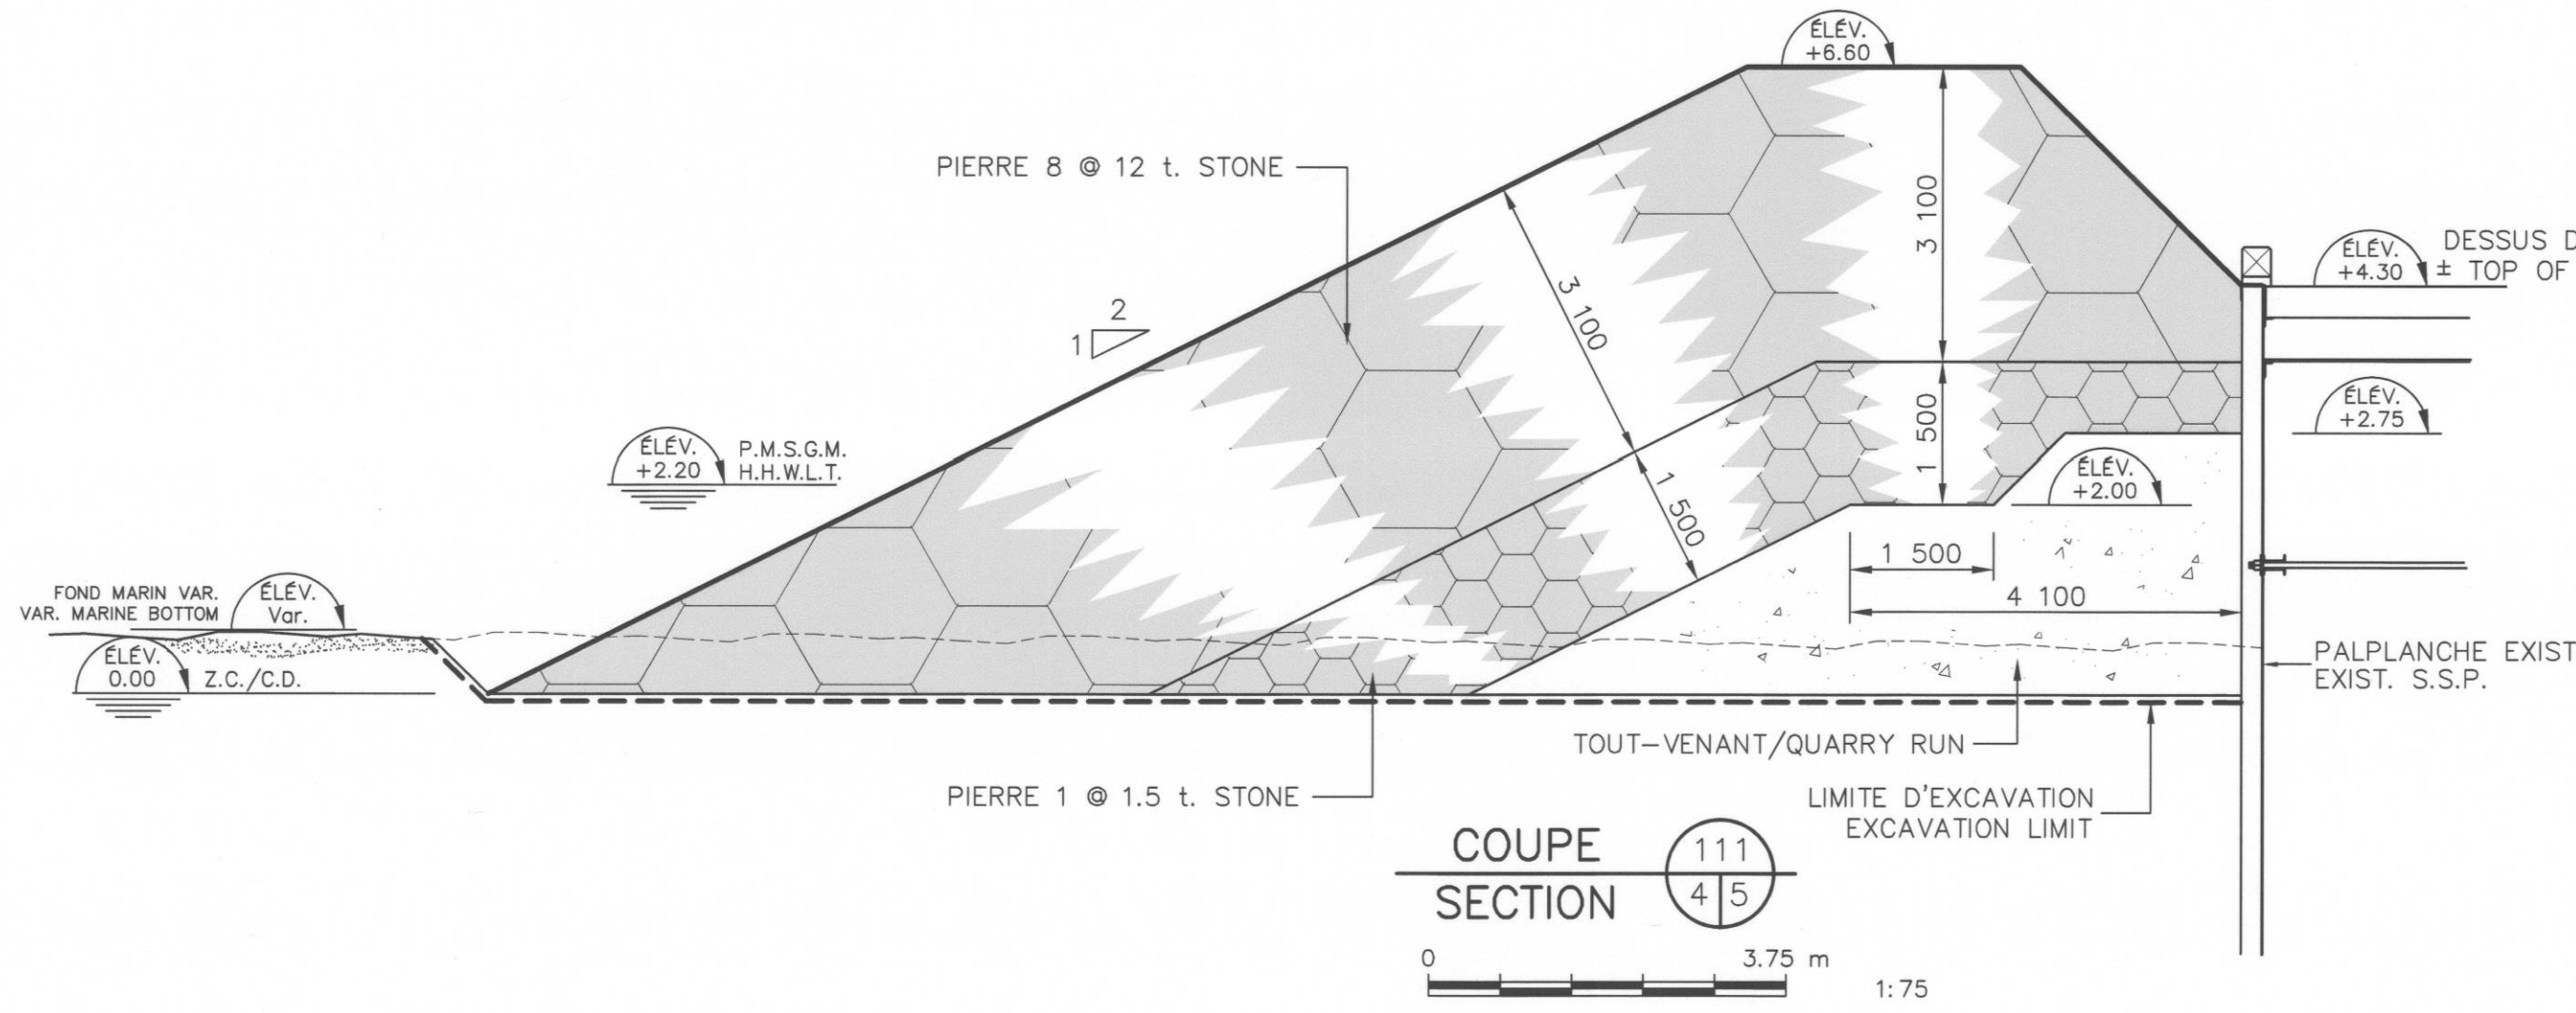 ÉLÉV.
+6.60
PIERRE 8 @ 12 t. STONE
3 100
DESSUS D
± TOP OF
ÉLÉV.
+4.30
2
1
3 100
ÉLÉV.
+2.75
1 500
ÉLÉV.
+2.20
P.M.S.G.M.
H.H.W.L.T.
ÉLÉV.
+2.00
1 500
1 500
4 100
FOND MARIN VAR.
VAR. MARINE BOTTOM
ÉLÉV.
Var.
ÉLÉV.
0.00
Z.C./C.D.
PALPLANCHE EXIST
EXIST. S.S.P.
TOUT-VENANT/QUARRY RUN
PIERRE 1 @ 1.5 t. STONE
LIMITE D'EXCAVATION
EXCAVATION LIMIT
COUPE
SECTION
111
4 5
0 3.75 m
1:75